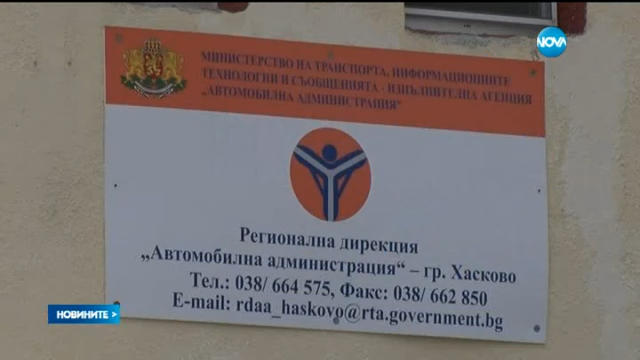 NOVA
МИНИСТЕРСТВО НА ТРАНСПОРТА, ИНФОРМАЦИОННИТЕ
ТЕХНОЛОГИИ И СЪОБЩЕНИЯТА - ИЗПЪЛНИТЕЛНА АГЕНЦИЯ
„АВТОМОБИЛНА АДМИНИСТРАЦИЯ“
Регионална дирекция
„Автомобилна администрация“ – гр. Хасково
Тел.: 038/ 664 575, Факс: 038/ 662 850
E-mail: rdaa_haskovo@rta.government.bg
НОВИНИТЕ